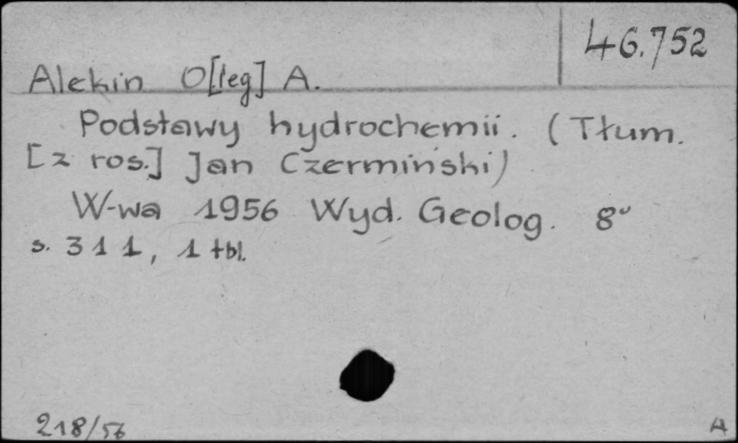 46.752
Alekin O[leg] A.
Podstawy hydrochemii. (Tłum.
[z ros.] Jan Czermiński)
W-wa 1956 Wyd. Geolog. 8°
s. 311, 1 tbl.
218/56
A